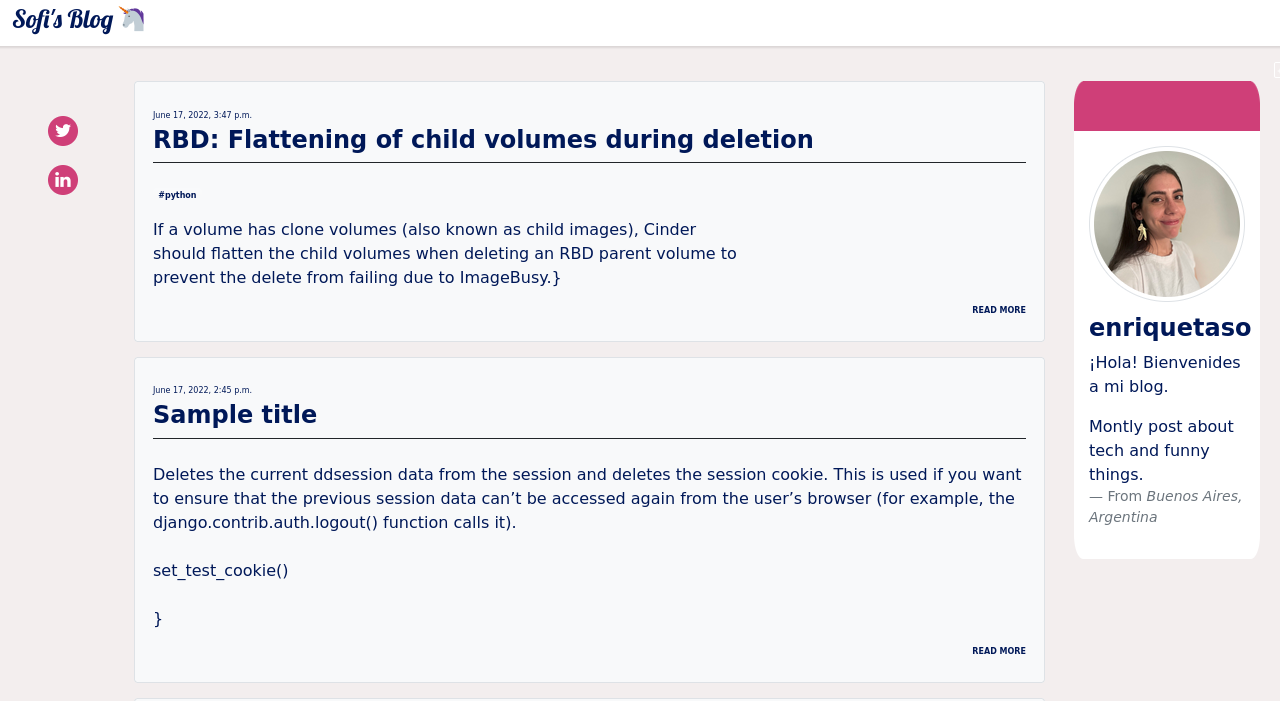 Sofi's Blog
June 17, 2022, 3:47 p.m.
RBD: Flattening of child volumes during deletion
#python
If a volume has clone volumes (also known as child images), Cinder
should flatten the child volumes when deleting an RBD parent volume to
prevent the delete from failing due to ImageBusy.}
READ MORE
June 17, 2022, 2:45 p.m.
Sample title
Deletes the current ddsession data from the session and deletes the session cookie. This is used if you want
to ensure that the previous session data can’t be accessed again from the user’s browser (for example, the
django.contrib.auth.logout() function calls it).
set_test_cookie()
}
READ MORE
enriquetaso
¡Hola! Bienvenides
a mi blog.
Montly post about
tech and funny
things.
— From Buenos Aires,
Argentina